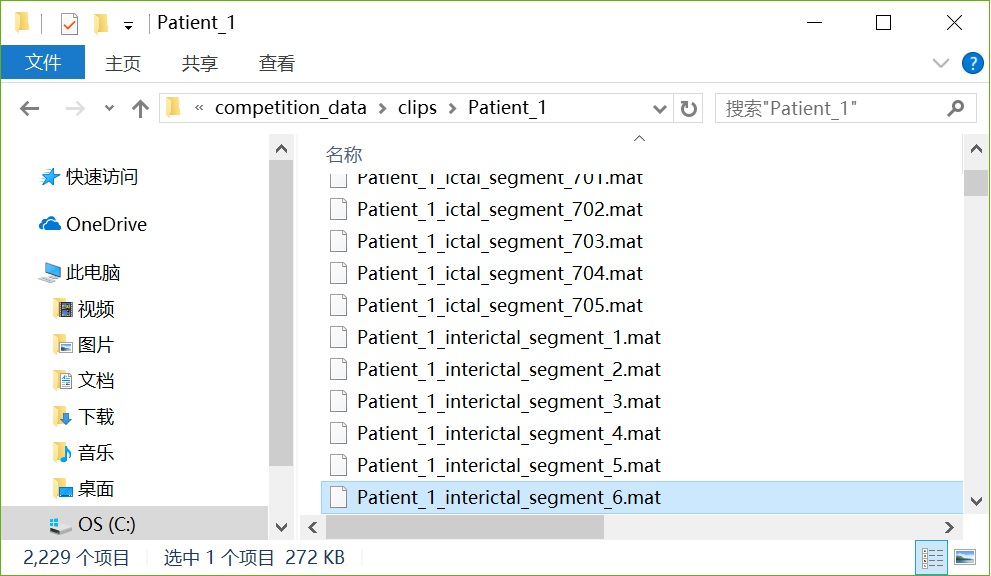 Patient_1
文件 主页 共享 查看 ?
« competition_data > clips > Patient_1 搜索"Patient_1"
名称
快速访问
OneDrive
此电脑
视频
图片
文档
下载
音乐
桌面
OS (C:)
Patient_1_ictal_segment_701.mat
Patient_1_ictal_segment_702.mat
Patient_1_ictal_segment_703.mat
Patient_1_ictal_segment_704.mat
Patient_1_ictal_segment_705.mat
Patient_1_interictal_segment_1.mat
Patient_1_interictal_segment_2.mat
Patient_1_interictal_segment_3.mat
Patient_1_interictal_segment_4.mat
Patient_1_interictal_segment_5.mat
Patient_1_interictal_segment_6.mat
2,229 个项目 选中 1 个项目 272 KB